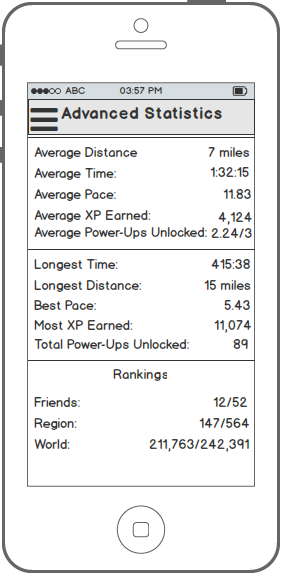 ABC 03:57 PM
Advanced Statistics
Average Distance 7 miles
Average Time: 1:32:15
Average Pace: 11.83
Average XP Earned: 4,124
Average Power-Ups Unlocked: 2.24/3
Longest Time: 415:38
Longest Distance: 15 miles
Best Pace: 5.43
Most XP Earned: 11,074
Total Power-Ups Unlocked: 89
Rankings
Friends: 12/52
Region: 147/564
World: 211,763/242,391